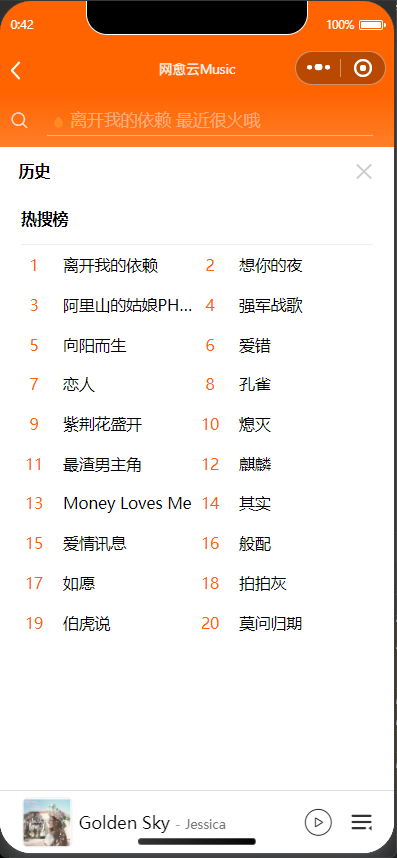 0:42
100%
网愈云Music
离开我的依赖 最近很火哦
历史
热搜榜
1 离开我的依赖 2 想你的夜
3 阿里山的姑娘PH... 4 强军战歌
5 向阳而生 6 爱错
7 恋人 8 孔雀
9 紫荆花盛开 10 熄灭
11 最渣男主角 12 麒麟
13 Money Loves Me 14 其实
15 爱情讯息 16 般配
17 如愿 18 拍拍灰
19 伯虎说 20 莫问归期
Golden Sky - Jessica